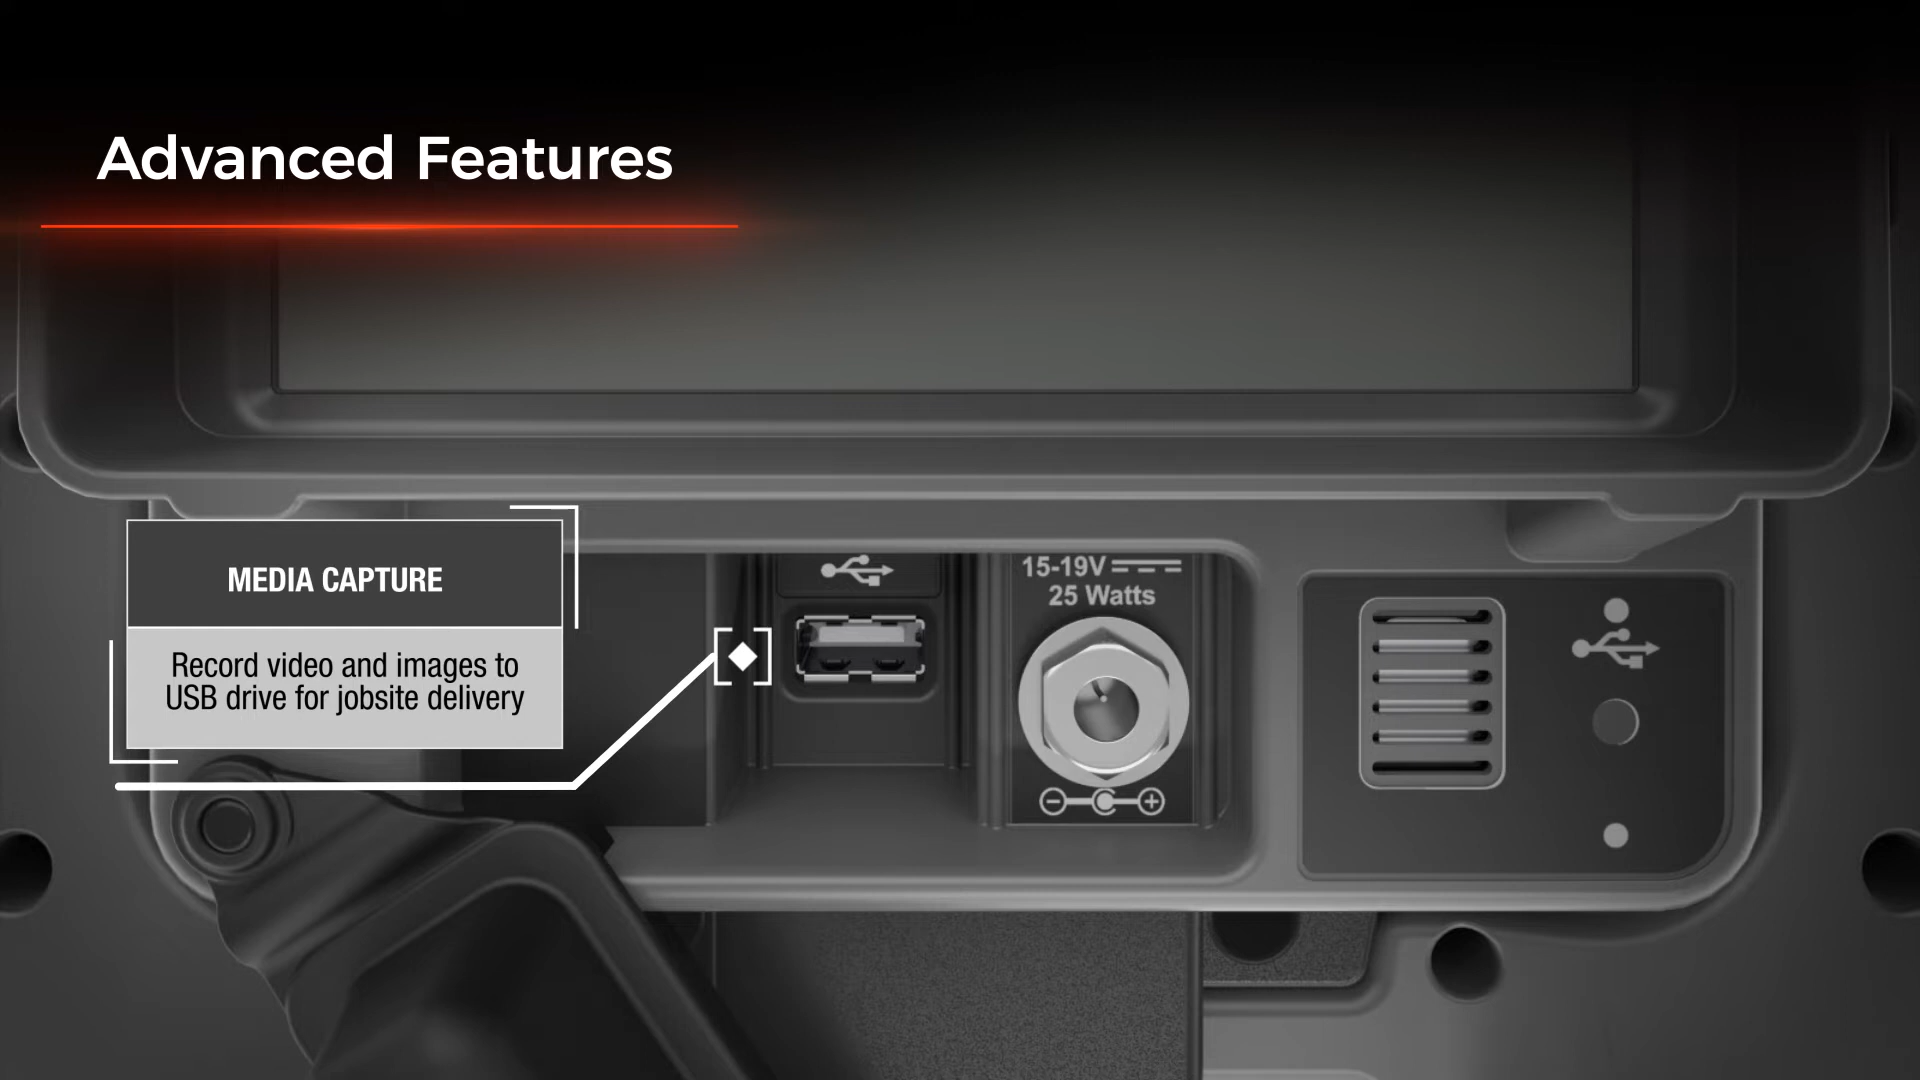 Advanced Features
MEDIA CAPTURE
Record video and images to
USB drive for jobsite delivery
15-19V
25 Watts